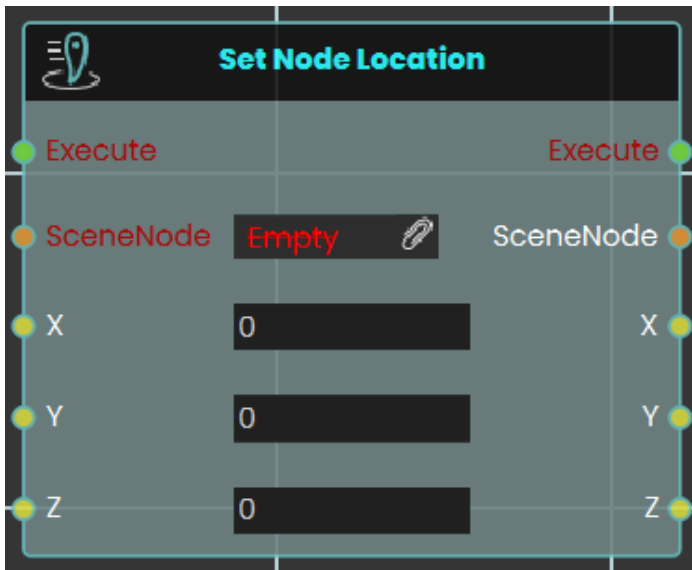 Set Node Location
Execute Execute
SceneNode Empty SceneNode
X 0 X
Y 0 Y
Z 0 Z